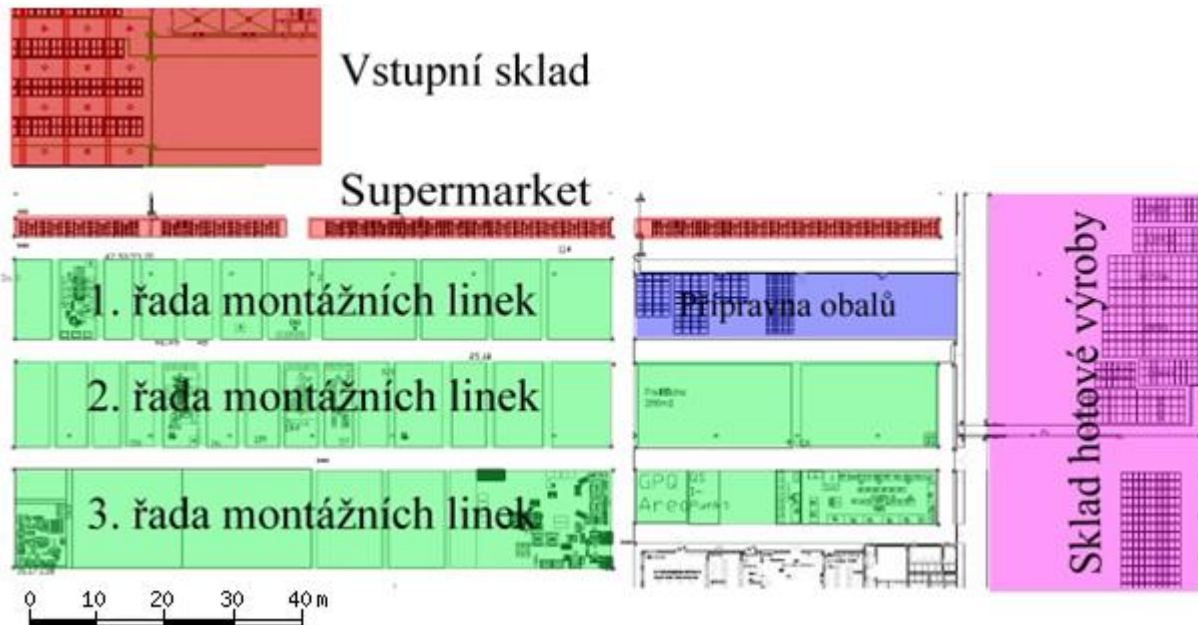 Vstupní sklad
Supermarket
1. řada montážních linek
Přípravna obalů
2. řada montážních linek
3. řada montážních linek
GPQ
Area
Sklad hotové výroby
0 10 20 30 40 m